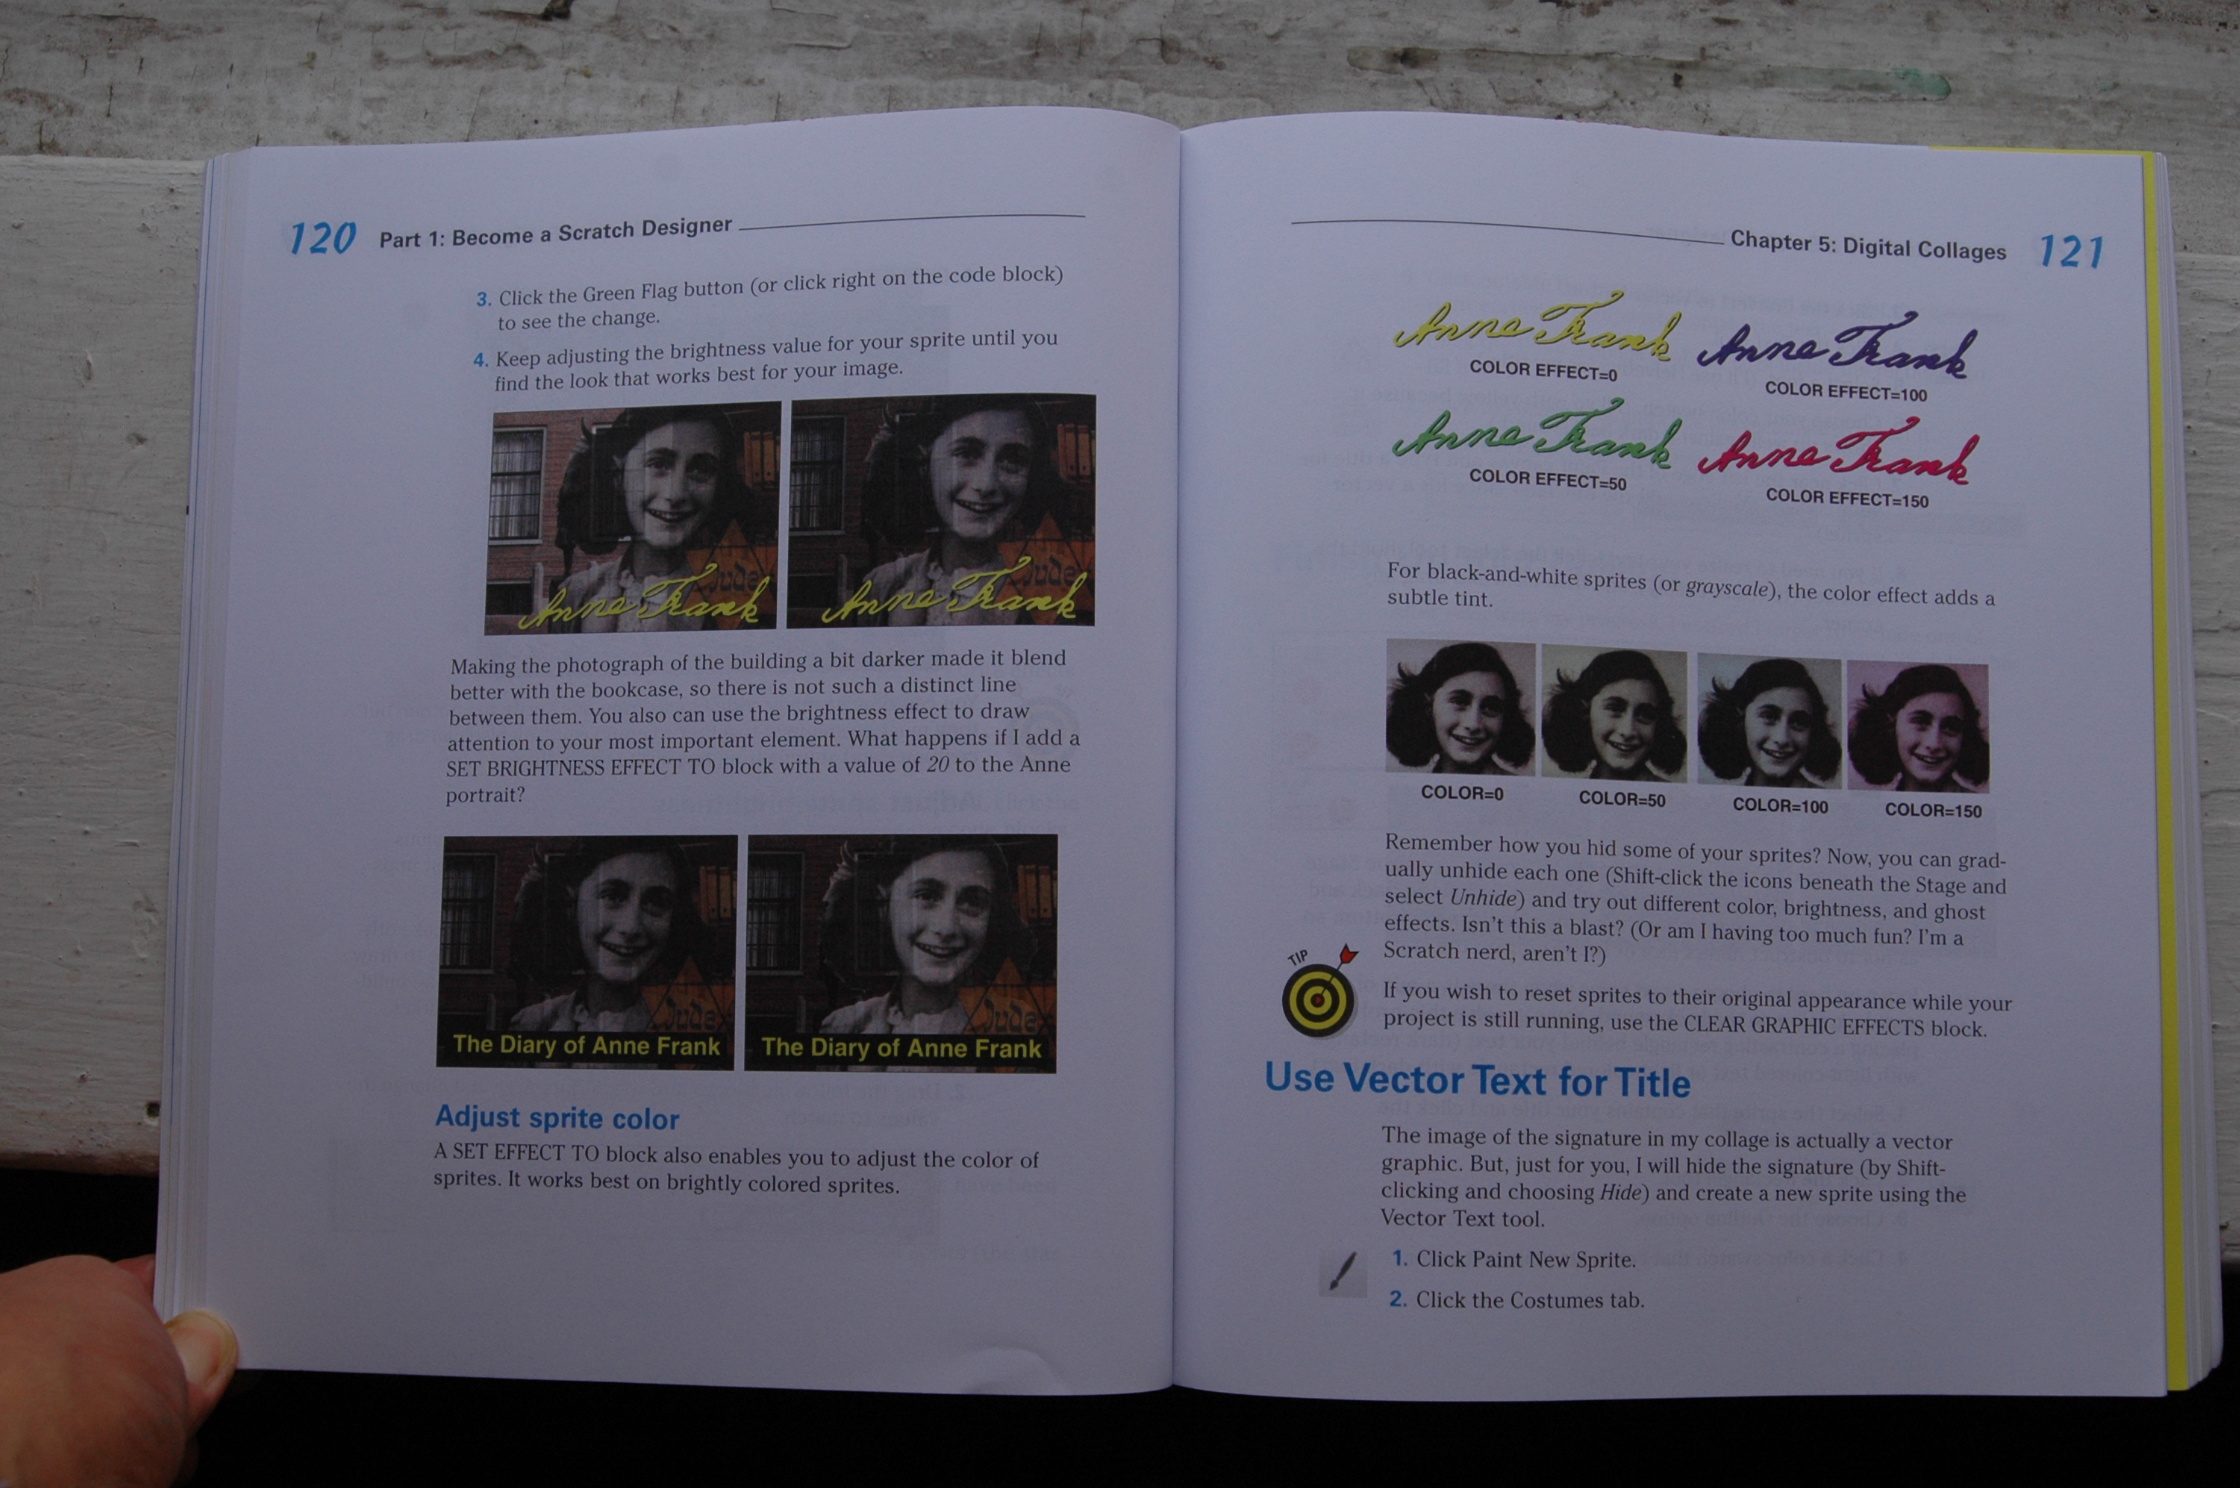 120 Part 1: Become a Scratch Designer
3. Click the Green Flag button (or click right on the code block)
to see the change.
4. Keep adjusting the brightness value for your sprite until you
find the look that works best for your image.
Jude
Anne Frank
Jude
Anne Frank
Making the photograph of the building a bit darker made it blend
better with the bookcase, so there is not such a distinct line
between them. You also can use the brightness effect to draw
attention to your most important element. What happens if I add a
SET BRIGHTNESS EFFECT TO block with a value of 20 to the Anne
portrait?
Jude
The Diary of Anne Frank
Jude
The Diary of Anne Frank
Adjust sprite color
A SET EFFECT TO block also enables you to adjust the color of
sprites. It works best on brightly colored sprites.
Chapter 5: Digital Collages 121
Anne Frank
COLOR EFFECT=0
Anne Frank
COLOR EFFECT=100
Anne Frank
COLOR EFFECT=50
Anne Frank
COLOR EFFECT=150
For black-and-white sprites (or grayscale), the color effect adds a
subtle tint.
COLOR=0
COLOR=50
COLOR=100
COLOR=150
Remember how you hid some of your sprites? Now, you can grad-
ually unhide each one (Shift-click the icons beneath the Stage and
select Unhide) and try out different color, brightness, and ghost
effects. Isn't this a blast? (Or am I having too much fun? I'm a
Scratch nerd, aren't I?)
TIP
If you wish to reset sprites to their original appearance while your
project is still running, use the CLEAR GRAPHIC EFFECTS block.
Use Vector Text for Title
The image of the signature in my collage is actually a vector
graphic. But, just for you, I will hide the signature (by Shift-
clicking and choosing Hide) and create a new sprite using the
Vector Text tool.
1. Click Paint New Sprite.
2. Click the Costumes tab.